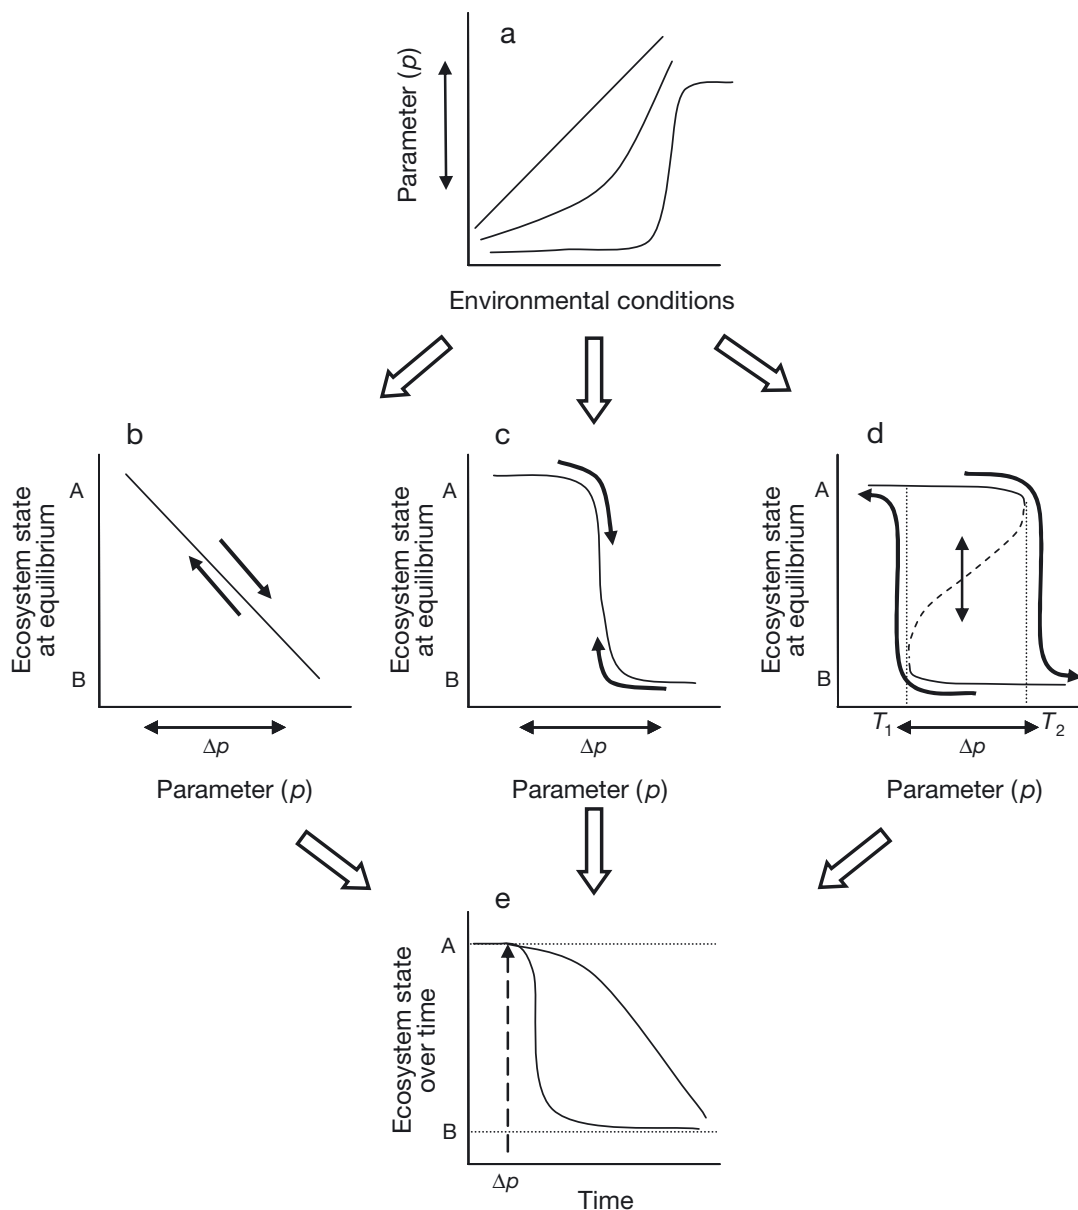 a
Parameter (p)
Environmental conditions
b
A
B
Ecosystem state
at equilibrium
Δp
Parameter (p)
c
A
B
Ecosystem state
at equilibrium
Δp
Parameter (p)
d
A
B
Ecosystem state
at equilibrium
T1
T2
Δp
Parameter (p)
e
A
B
Ecosystem state
over time
Δp
Time